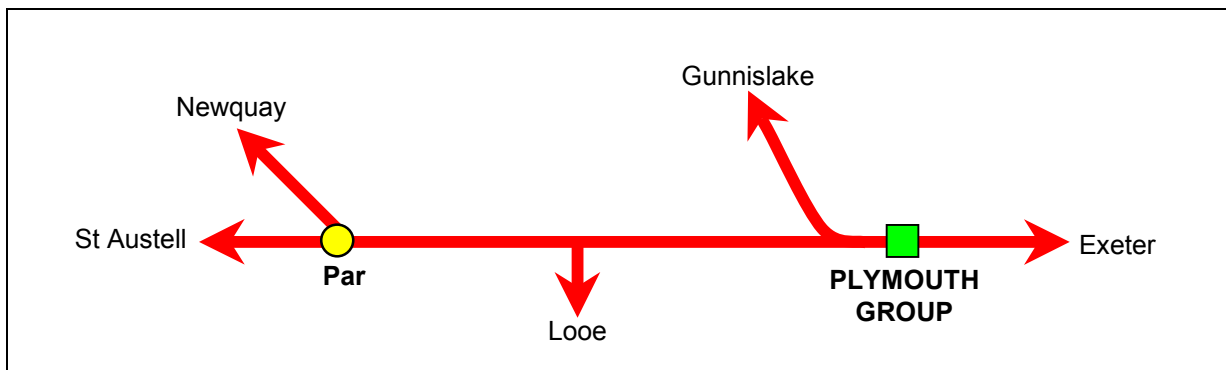 Gunnislake
Newquay
St Austell
Par
Looe
PLYMOUTH
GROUP
Exeter